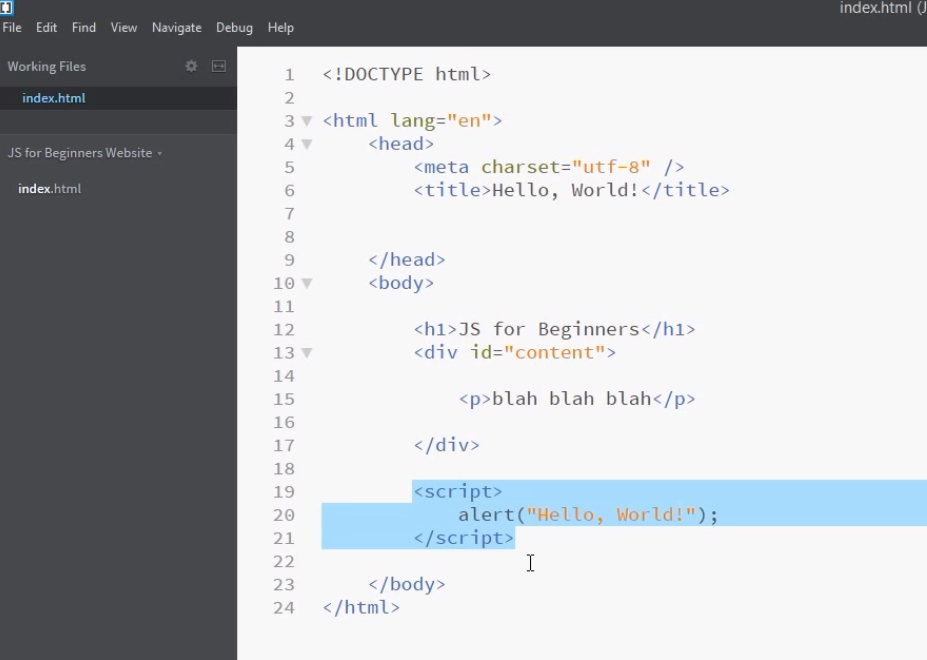 index.html (J
File Edit Find View Navigate Debug Help
Working Files
index.html
JS for Beginners Website
index.html
1 <!DOCTYPE html>
2
3 <html lang="en">
4 <head>
5 <meta charset="utf-8" />
6 <title>Hello, World!</title>
7
8
9 </head>
10 <body>
11
12 <h1>JS for Beginners</h1>
13 <div id="content">
14
15 <p>blah blah blah</p>
16
17 </div>
18
19 <script>
20 alert("Hello, World!");
21 </script>
22
23 </body>
24 </html>